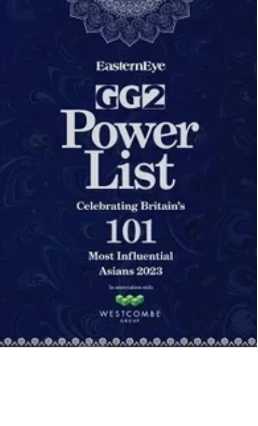 EasternEye
GG2
Power
List
Celebrating Britain's
101
Most Influential
Asians 2023
In association with
WESTCOMBE
GROUP